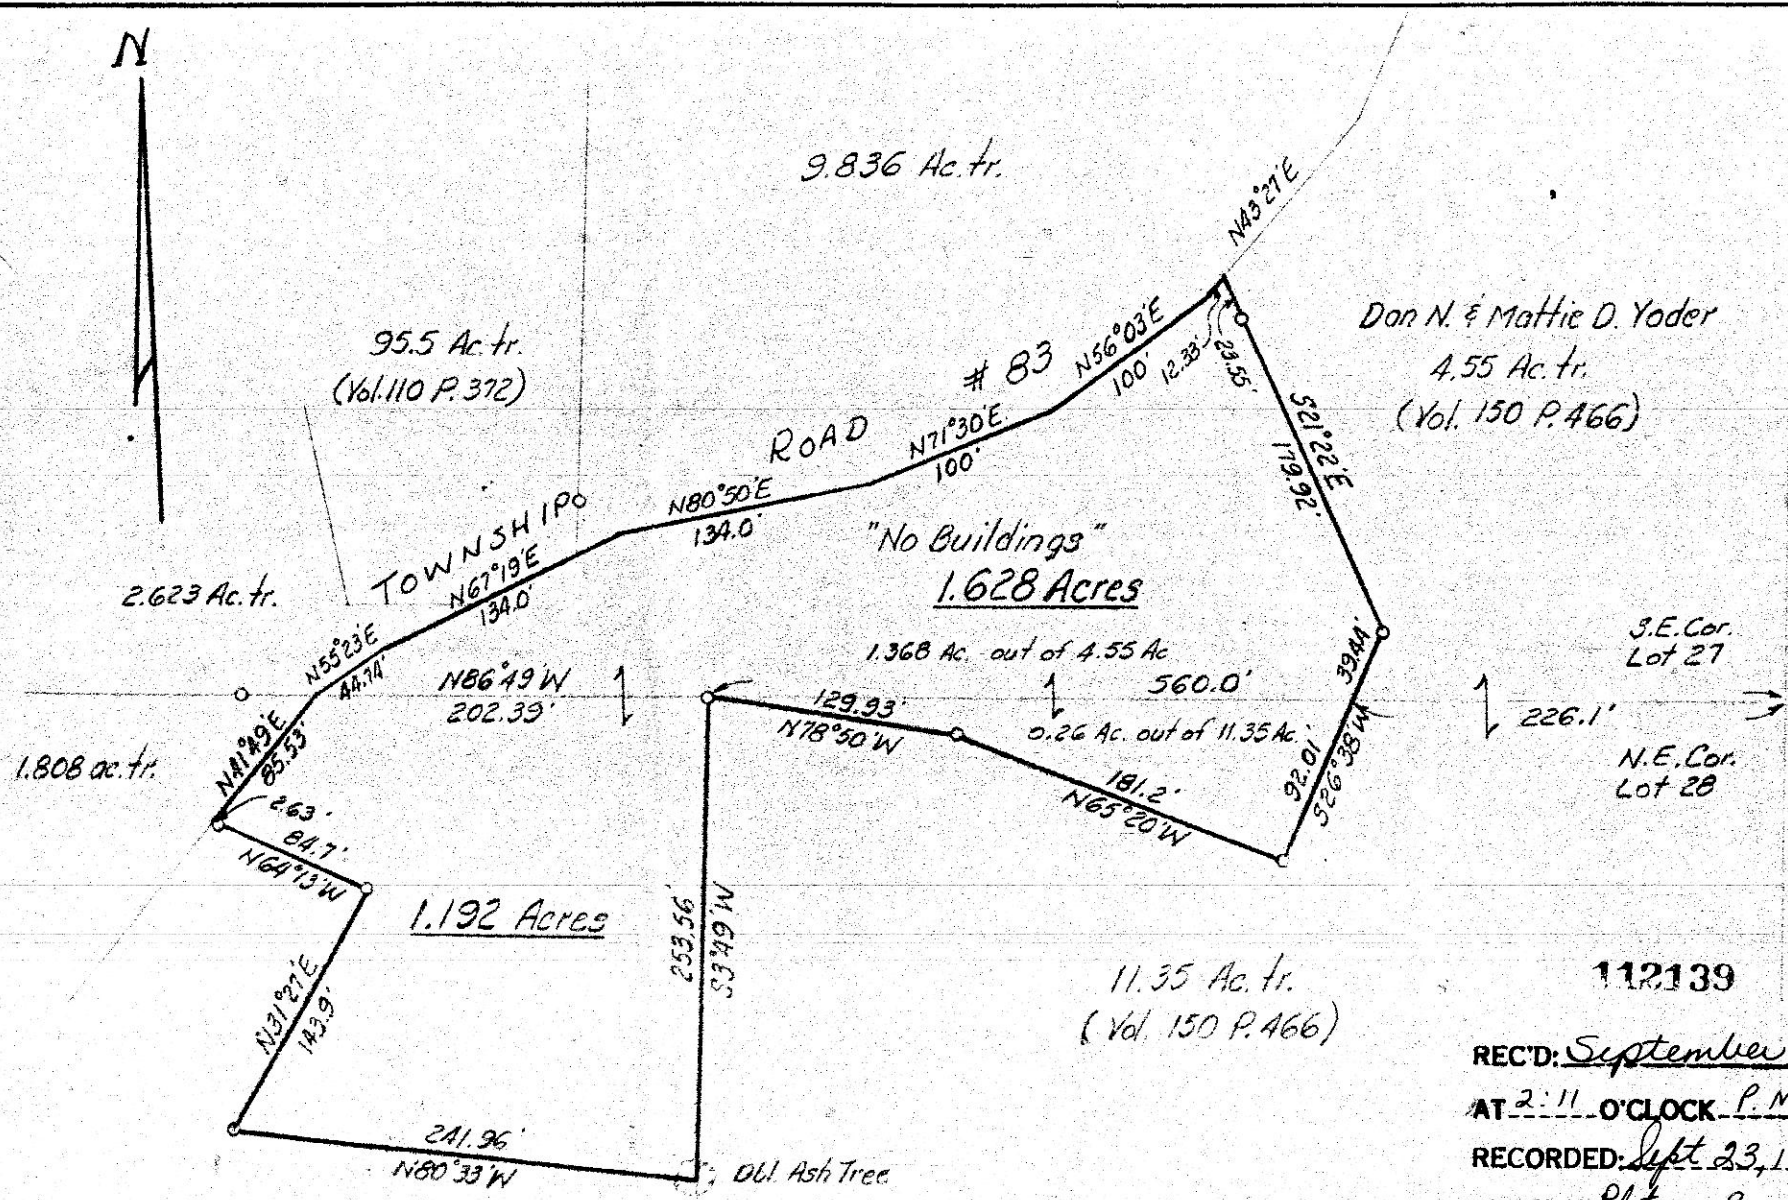 N
9.836 Ac. tr.
N43°27'E
95.5 Ac. tr.
(Vol. 110 P. 372)
Dan N. & Mattie D. Yoder
4.55 Ac. tr.
(Vol. 150 P. 466)
TOWNSHIP ROAD # 83
N56°03'E
100'
12.33'
23.55'
N71°30'E
100'
N80°50'E
134.0'
N67°19'E
134.0'
S21°22'E
179.92'
"No Buildings"
1.628 Acres
2.623 Ac. tr.
N55°23'E
44.74'
N86°49'W
202.39'
1.368 Ac. out of 4.55 Ac.
560.0'
39.44'
S.E. Cor.
Lot 27
226.1'
129.93'
N78°50'W
0.26 Ac. out of 11.35 Ac.
N.E. Cor.
Lot 28
1.808 ac. tr.
N41°49'E
85.53'
2.63'
84.7'
N64°13'W
181.2'
N65°20'W
92.01'
S26°38'W
1.192 Acres
253.56'
S3°49'W
N31°27'E
143.9'
11.35 Ac. tr.
(Vol. 150 P. 466)
112139
REC'D: September
AT 2:11 O'CLOCK P. M
RECORDED: Sept 23, 1
241.96'
N80°33'W
Dbl. Ash Tree